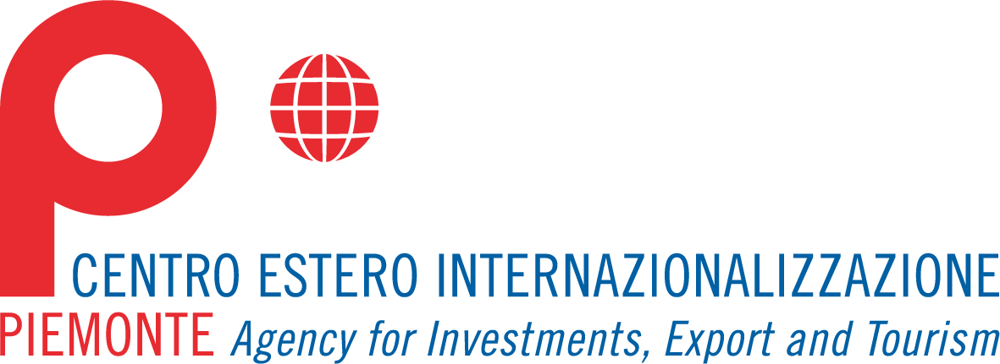 CENTRO ESTERO INTERNAZIONALIZZAZIONE
PIEMONTE Agency for Investments, Export and Tourism